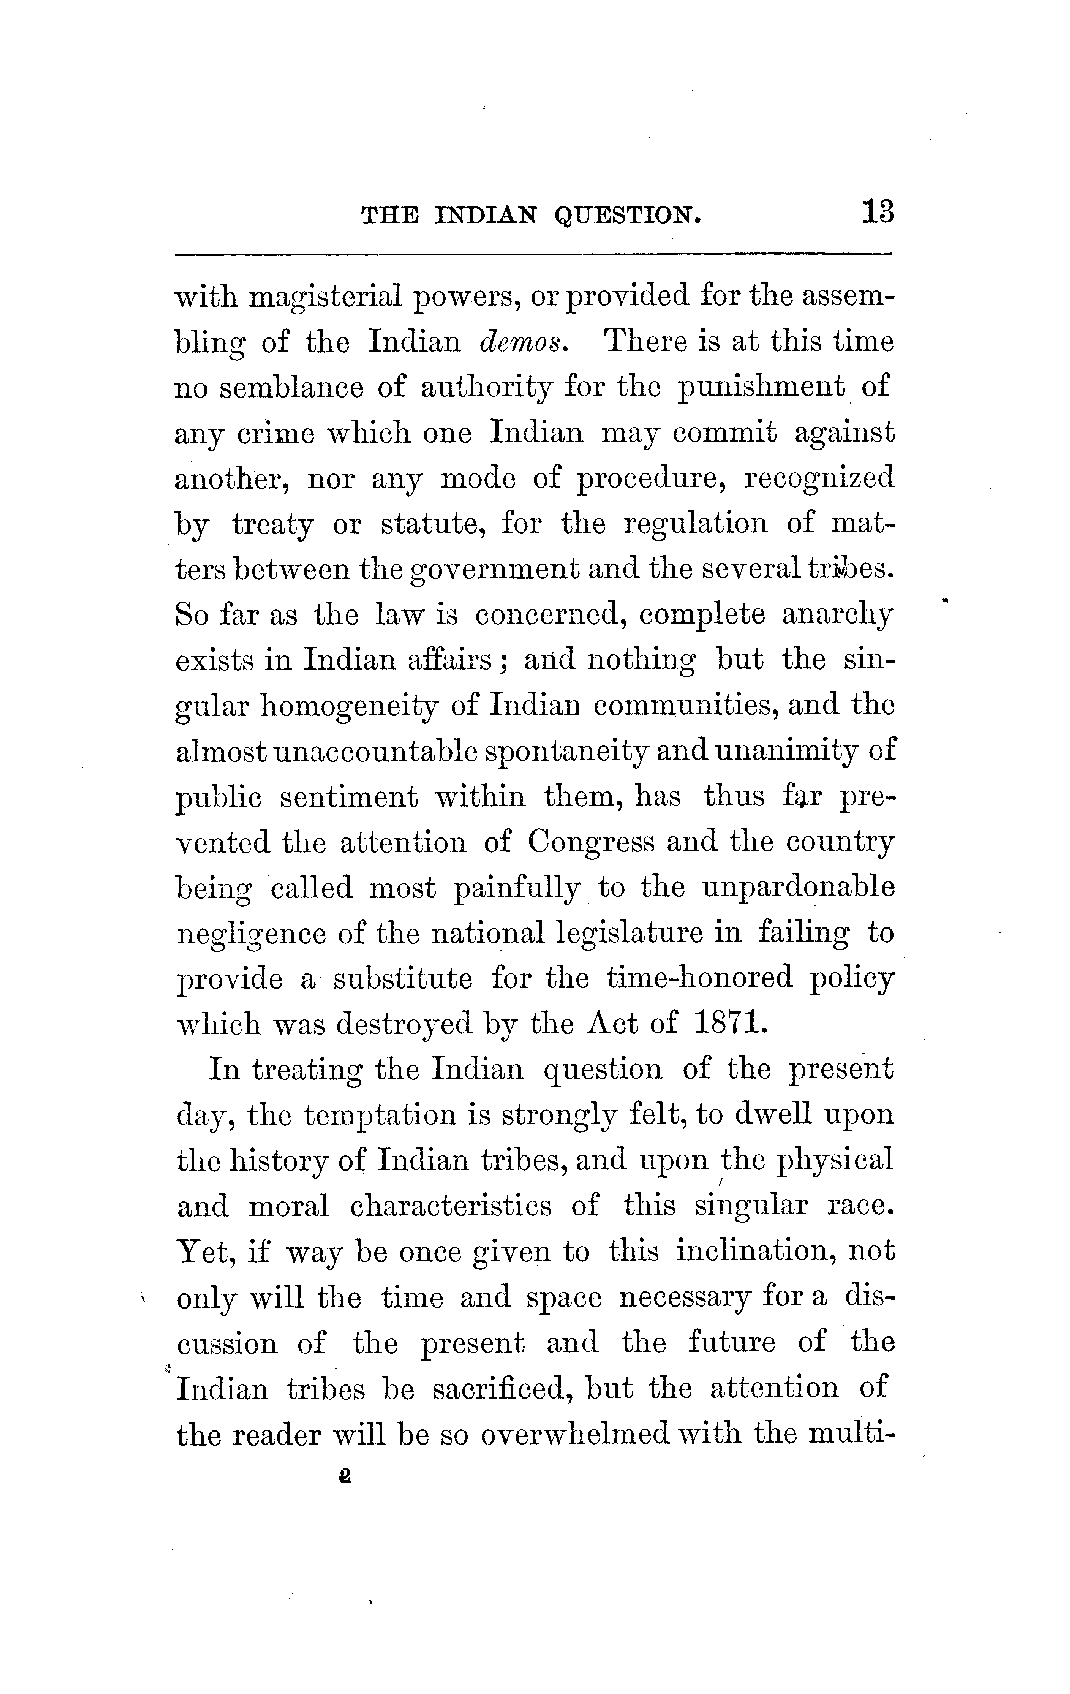 THE INDIAN QUESTION. 13
with magisterial powers, or provided for the assem-
bling of the Indian demos. There is at this time
no semblance of authority for the punishment of
any crime which one Indian may commit against
another, nor any mode of procedure, recognized
by treaty or statute, for the regulation of mat-
ters between the government and the several tribes.
So far as the law is concerned, complete anarchy
exists in Indian affairs; and nothing but the sin-
gular homogeneity of Indian communities, and the
almost unaccountable spontaneity and unanimity of
public sentiment within them, has thus far pre-
vented the attention of Congress and the country
being called most painfully to the unpardonable
negligence of the national legislature in failing to
provide a substitute for the time-honored policy
which was destroyed by the Act of 1871.
In treating the Indian question of the present
day, the temptation is strongly felt, to dwell upon
the history of Indian tribes, and upon the physical
and moral characteristics of this singular race.
Yet, if way be once given to this inclination, not
only will the time and space necessary for a dis-
cussion of the present and the future of the
Indian tribes be sacrificed, but the attention of
the reader will be so overwhelmed with the multi-
2